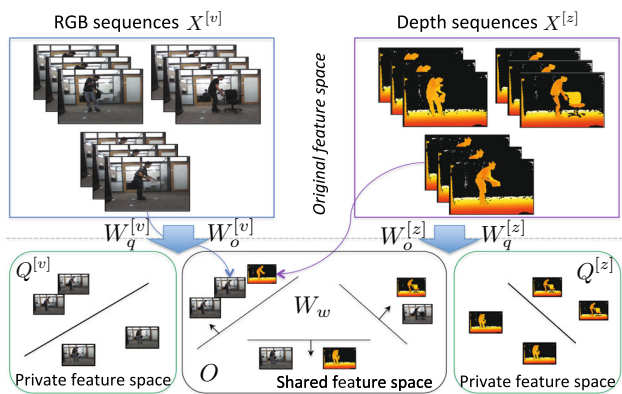 RGB sequences X^[v]
Depth sequences X^[z]
Original feature space
W_q^[v]
W_o^[v]
W_o^[z]
W_q^[z]
Q^[v]
Private feature space
W_w
O
Shared feature space
Q^[z]
Private feature space